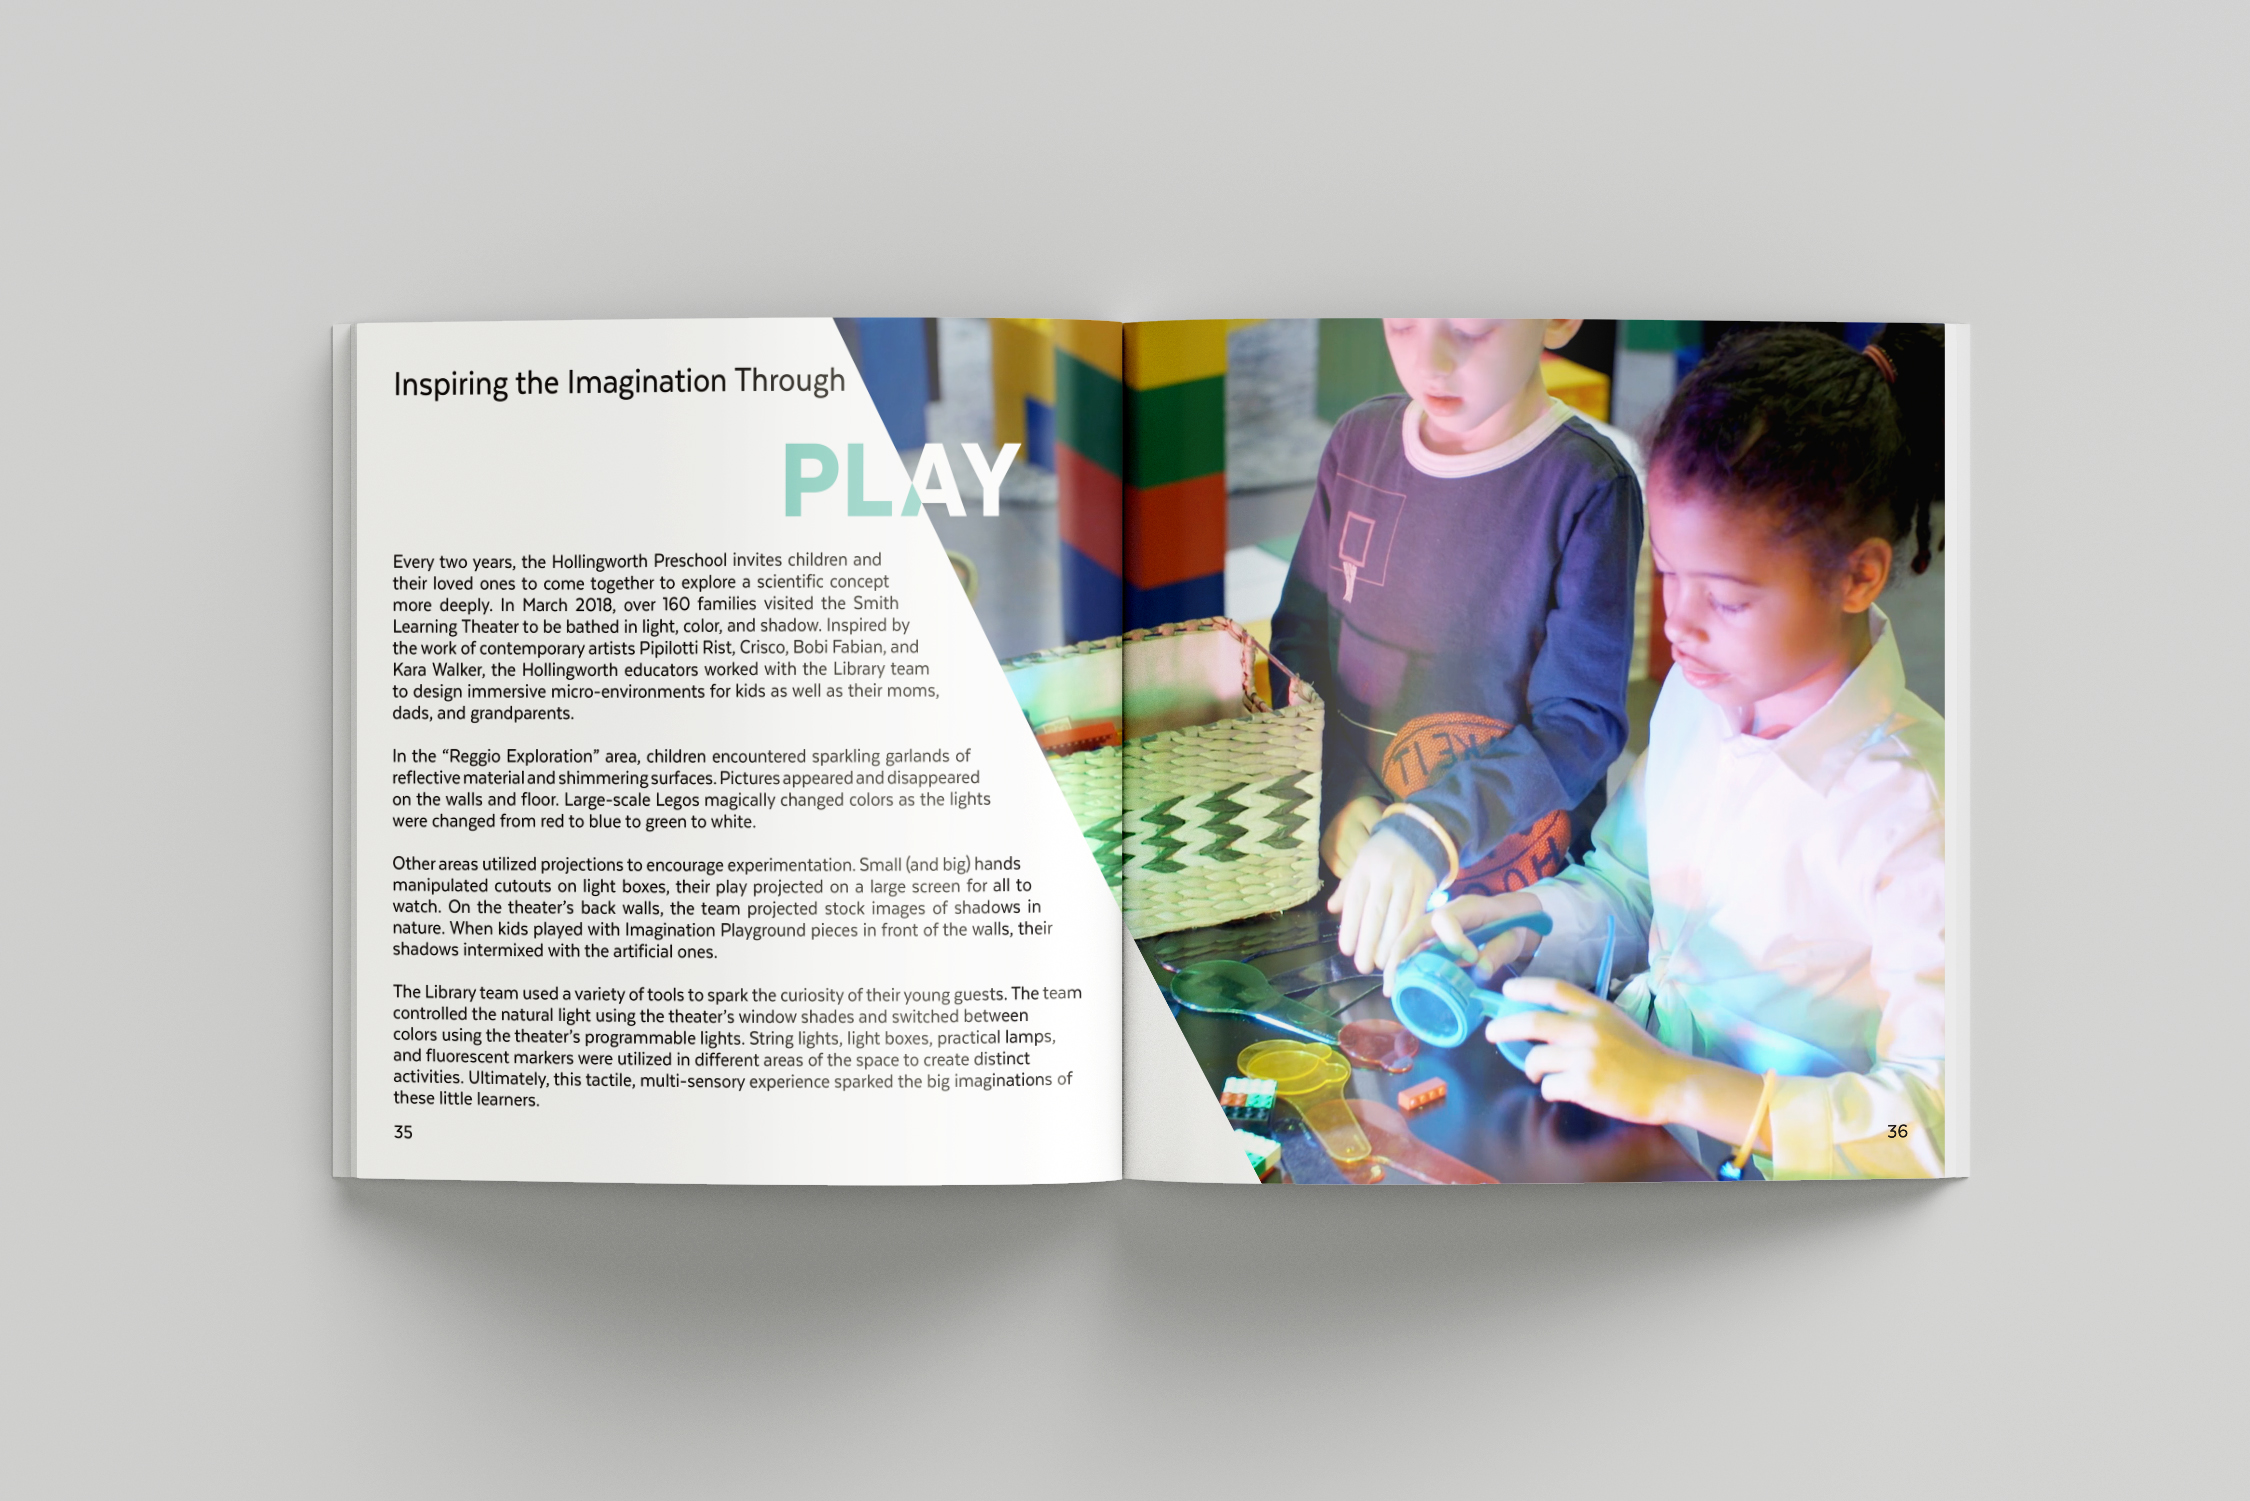 Inspiring the Imagination Through
PLAY
Every two years, the Hollingworth Preschool invites children and
their loved ones to come together to explore a scientific concept
more deeply. In March 2018, over 160 families visited the Smith
Learning Theater to be bathed in light, color, and shadow. Inspired by
the work of contemporary artists Pipilotti Rist, Crisco, Bobi Fabian, and
Kara Walker, the Hollingworth educators worked with the Library team
to design immersive micro-environments for kids as well as their moms,
dads, and grandparents.
In the “Reggio Exploration” area, children encountered sparkling garlands of
reflective material and shimmering surfaces. Pictures appeared and disappeared
on the walls and floor. Large-scale Legos magically changed colors as the lights
were changed from red to blue to green to white.
Other areas utilized projections to encourage experimentation. Small (and big) hands
manipulated cutouts on light boxes, their play projected on a large screen for all to
watch. On the theater’s back walls, the team projected stock images of shadows in
nature. When kids played with Imagination Playground pieces in front of the walls, their
shadows intermixed with the artificial ones.
The Library team used a variety of tools to spark the curiosity of their young guests. The team
controlled the natural light using the theater’s window shades and switched between
colors using the theater’s programmable lights. String lights, light boxes, practical lamps,
and fluorescent markers were utilized in different areas of the space to create distinct
activities. Ultimately, this tactile, multi-sensory experience sparked the big imaginations of
these little learners.
35
36